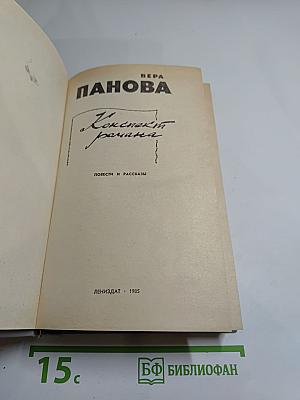 ВЕРА
ПАНОВА
Конспект
романа
ПОВЕСТИ И РАССКАЗЫ
ЛЕНИЗДАТ · 1985
15с
БФ БИБЛИОФАН